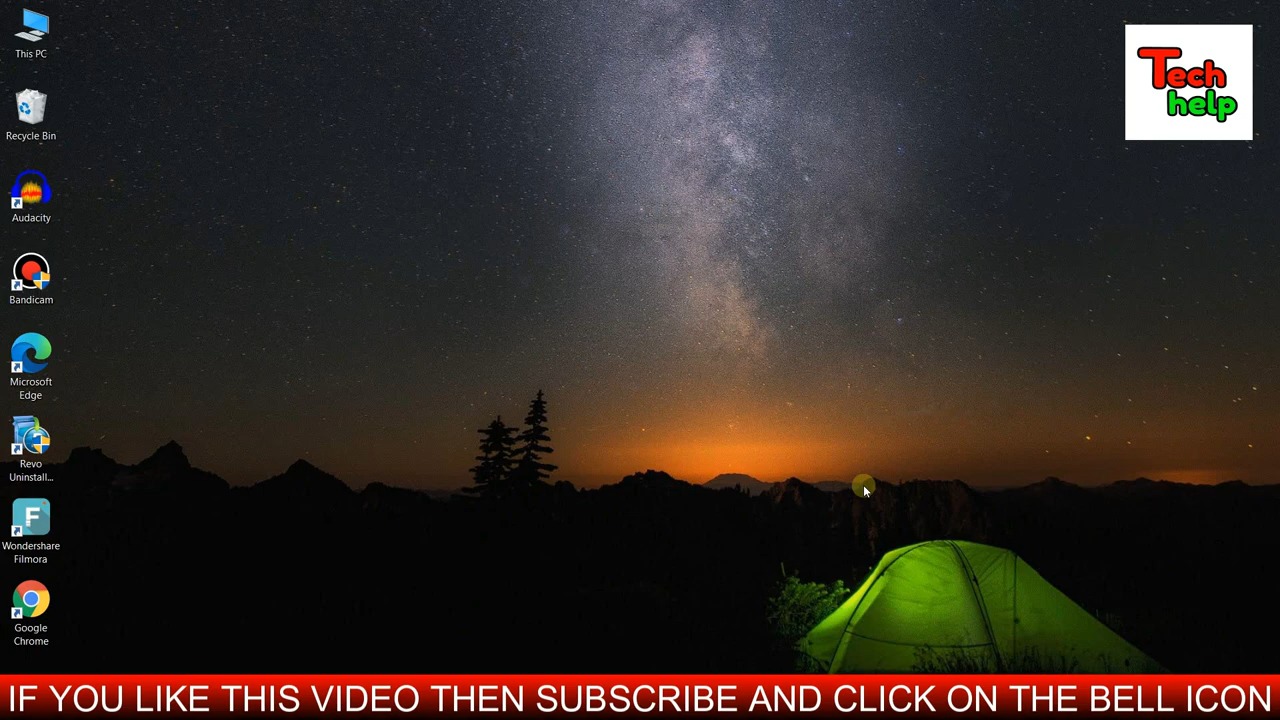 This PC
Recycle Bin
Audacity
Bandicam
Microsoft
Edge
Revo
Uninstall...
Wondershare
Filmora
Google
Chrome
Tech
help
IF YOU LIKE THIS VIDEO THEN SUBSCRIBE AND CLICK ON THE BELL ICON